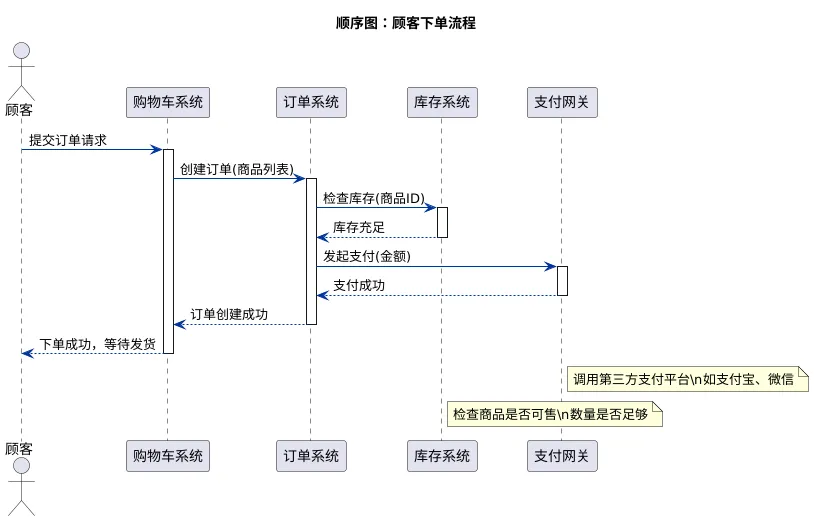 顺序图：顾客下单流程
顾客
购物车系统
订单系统
库存系统
支付网关
提交订单请求
创建订单(商品列表)
检查库存(商品ID)
库存充足
发起支付(金额)
支付成功
订单创建成功
下单成功，等待发货
调用第三方支付平台\n如支付宝、微信
检查商品是否可售\n数量是否足够
顾客
购物车系统
订单系统
库存系统
支付网关